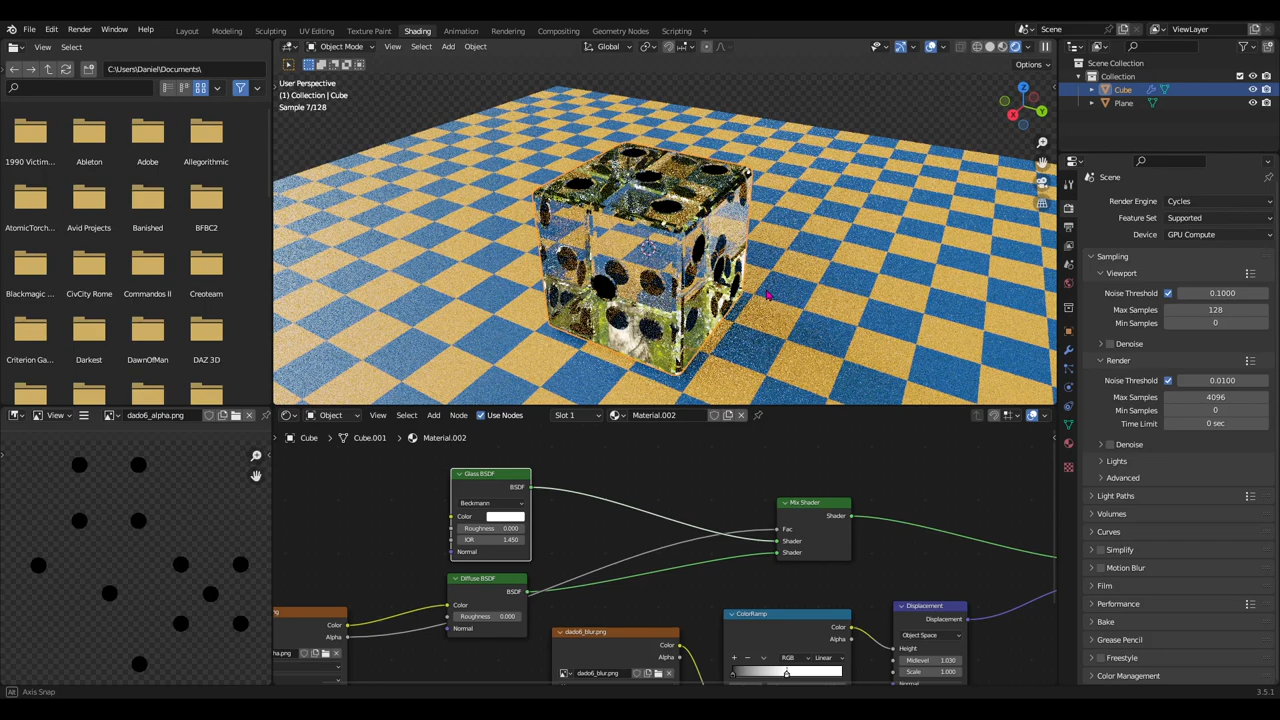 File Edit Render Window Help Layout Modeling Sculpting UV Editing Texture Paint Shading Animation Rendering Compositing Geometry Nodes Scripting Scene ViewLayer
View Select
C:\Users\Daniel\Documents\
1990 Victim... Ableton Adobe Allegorithmic
AtomicTorch... Avid Projects Banished BFBC2
Blackmagic ... CivCity Rome Commandos II Creoteam
Criterion Ga... Darkest DawnOfMan DAZ 3D
Object Mode View Select Add Object Global
Options
User Perspective
(1) Collection | Cube
Sample 7/128
Z
Y
X
Scene Collection
Collection
Cube
Plane
Scene
Render Engine Cycles
Feature Set Supported
Device GPU Compute
Sampling
Viewport
Noise Threshold 0.1000
Max Samples 128
Min Samples 0
Denoise
Render
Noise Threshold 0.0100
Max Samples 4096
Min Samples 0
Time Limit 0 sec
Denoise
Lights
Advanced
Light Paths
Volumes
Curves
Simplify
Motion Blur
Film
Performance
Bake
Grease Pencil
Freestyle
Color Management
View dado6_alpha.png
Object View Select Add Node Use Nodes Slot 1 Material.002
Cube Cube.001 Material.002
Glass BSDF
BSDF
Beckmann
Color
Roughness 0.000
IOR 1.450
Normal
Diffuse BSDF
BSDF
Color
Roughness 0.000
Normal
Color
Alpha
dado6_blur.png
Color
Alpha
dado6_blur.png
Mix Shader
Shader
Fac
Shader
Shader
ColorRamp
Color
Alpha
RGB Linear
Displacement
Displacement
Object Space
Height
Midlevel 1.030
Scale 1.000
Alt Axis Snap
3.5.1